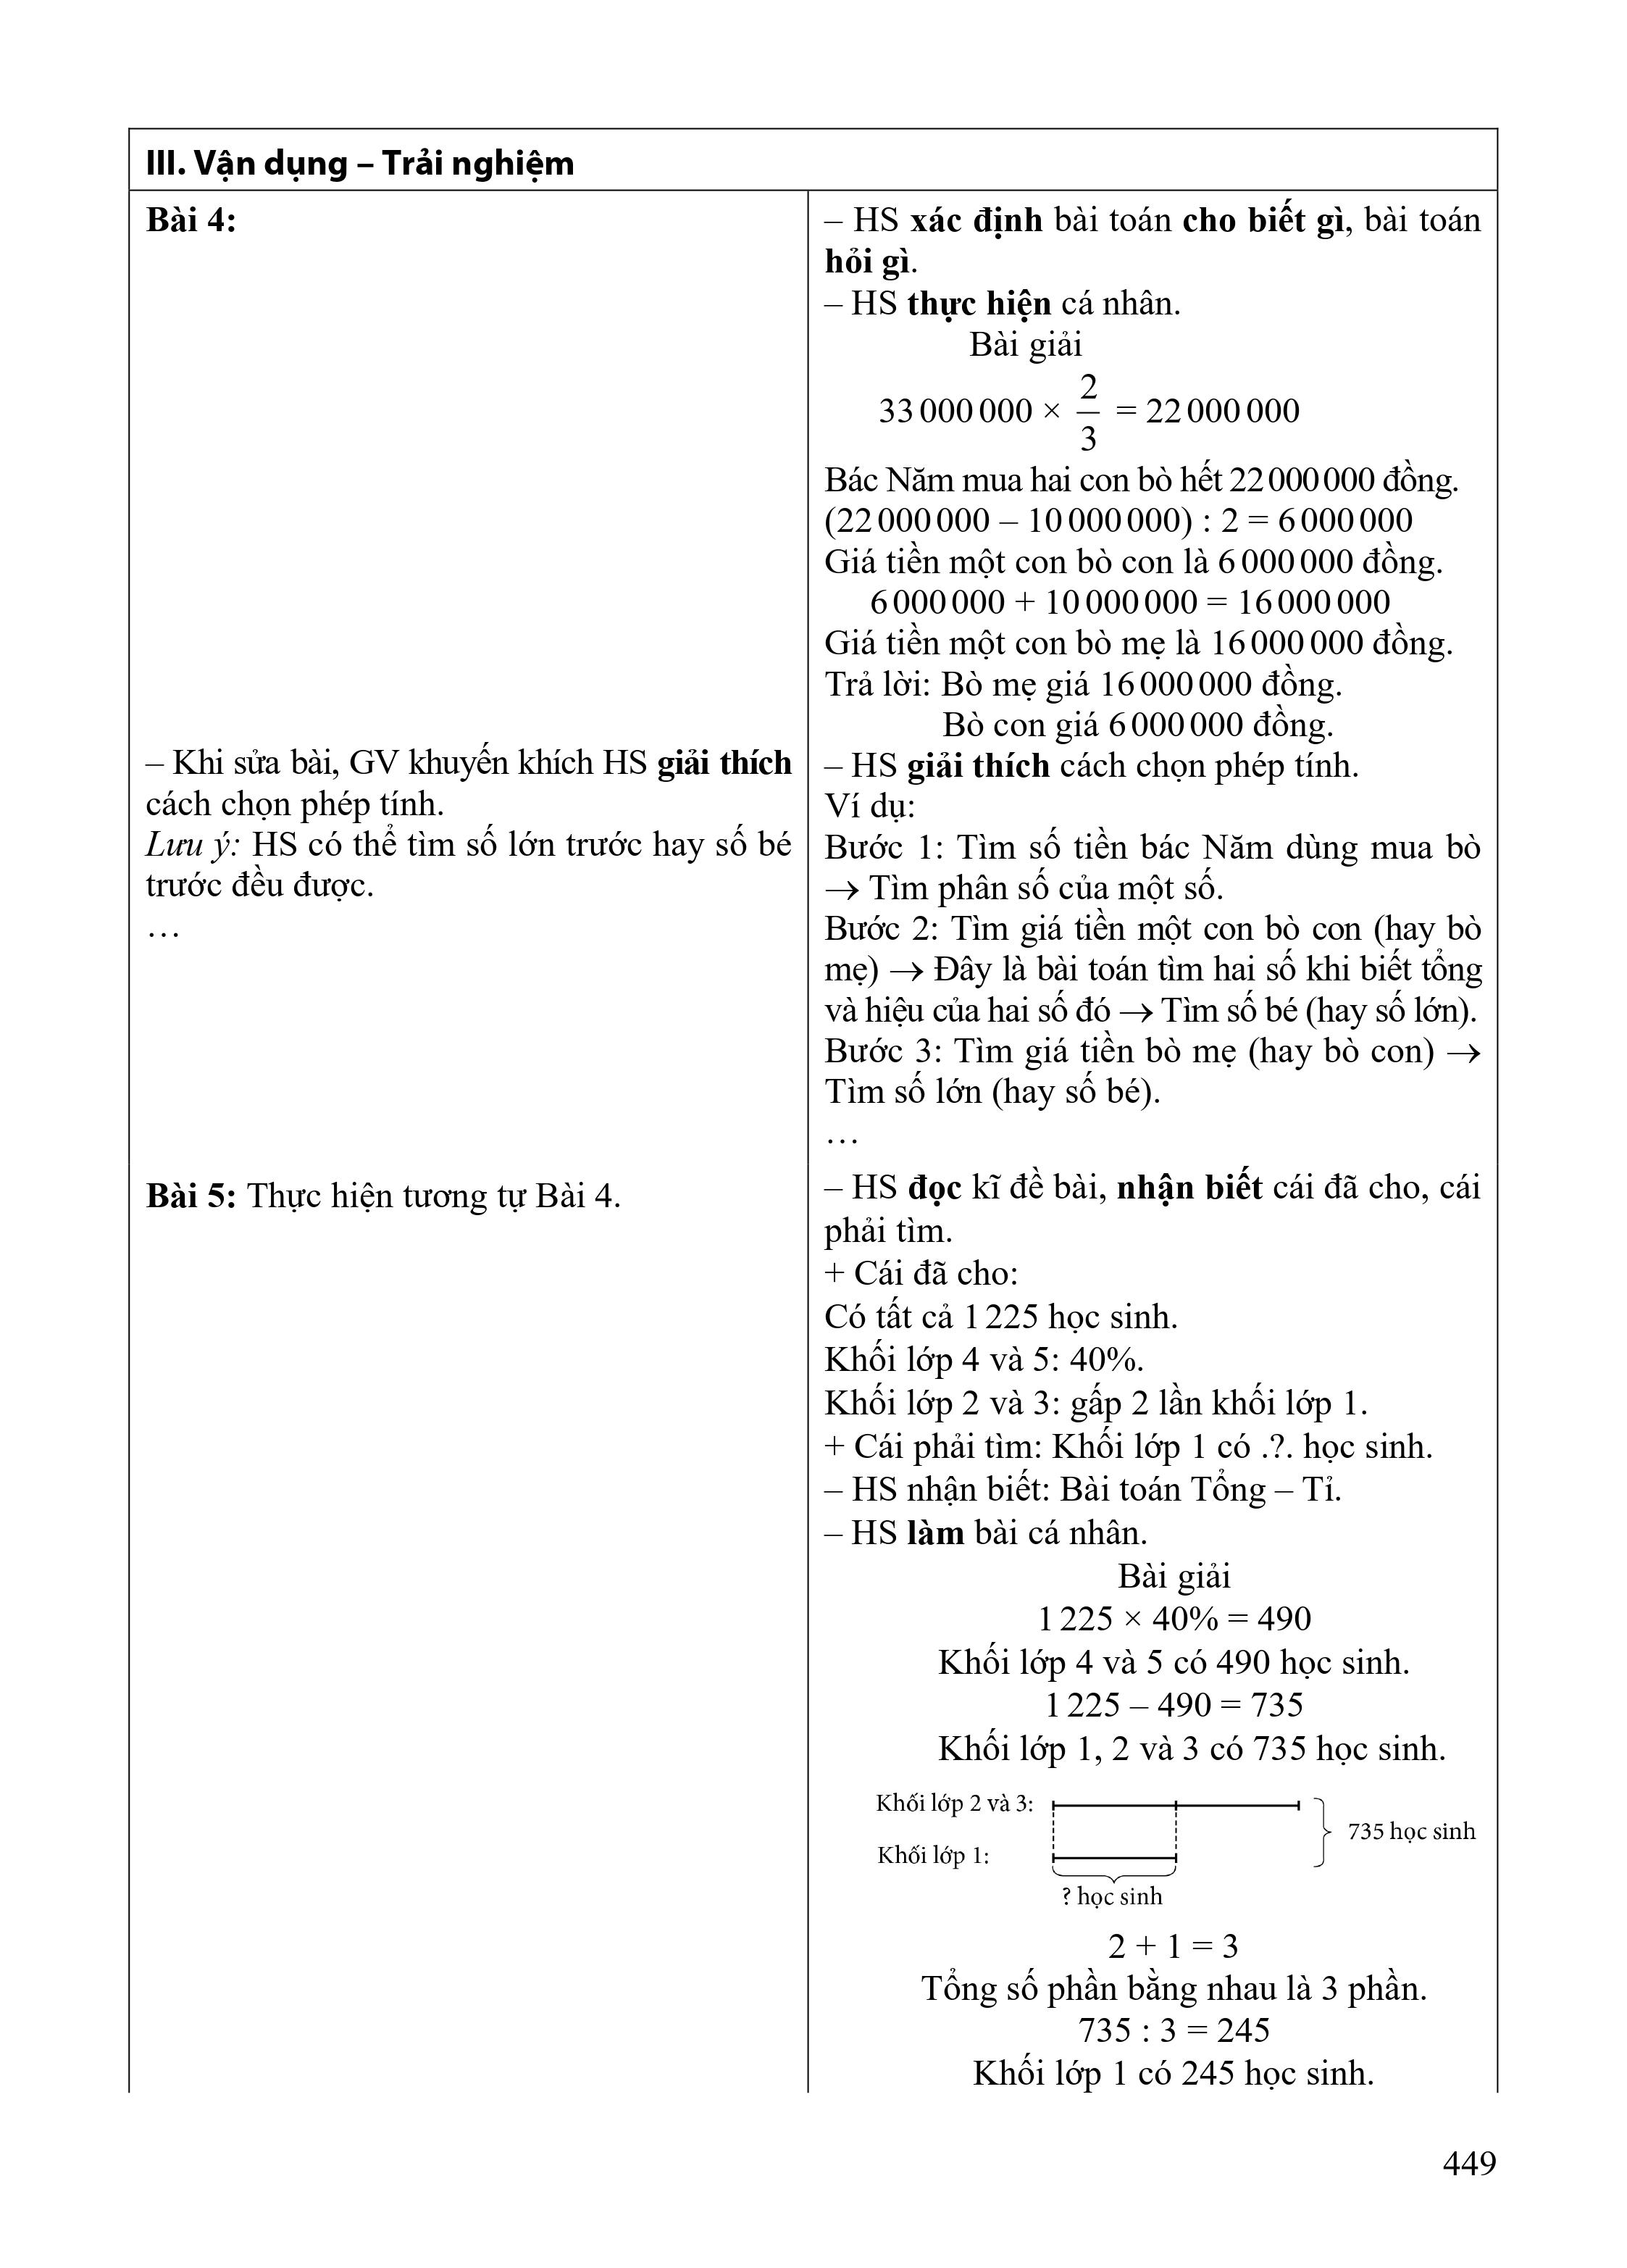 III. Vận dụng – Trải nghiệm
Bài 4:
– Khi sửa bài, GV khuyến khích HS giải thích
cách chọn phép tính.
Lưu ý: HS có thể tìm số lớn trước hay số bé
trước đều được.
…
– HS xác định bài toán cho biết gì, bài toán
hỏi gì.
– HS thực hiện cá nhân.
Bài giải
33 000 000 × 2/3 = 22 000 000
Bác Năm mua hai con bò hết 22 000 000 đồng.
(22 000 000 – 10 000 000) : 2 = 6 000 000
Giá tiền một con bò con là 6 000 000 đồng.
6 000 000 + 10 000 000 = 16 000 000
Giá tiền một con bò mẹ là 16 000 000 đồng.
Trả lời: Bò mẹ giá 16 000 000 đồng.
Bò con giá 6 000 000 đồng.
– HS giải thích cách chọn phép tính.
Ví dụ:
Bước 1: Tìm số tiền bác Năm dùng mua bò
→ Tìm phân số của một số.
Bước 2: Tìm giá tiền một con bò con (hay bò
mẹ) → Đây là bài toán tìm hai số khi biết tổng
và hiệu của hai số đó → Tìm số bé (hay số lớn).
Bước 3: Tìm giá tiền bò mẹ (hay bò con) →
Tìm số lớn (hay số bé).
…
Bài 5: Thực hiện tương tự Bài 4.
– HS đọc kĩ đề bài, nhận biết cái đã cho, cái
phải tìm.
+ Cái đã cho:
Có tất cả 1 225 học sinh.
Khối lớp 4 và 5: 40%.
Khối lớp 2 và 3: gấp 2 lần khối lớp 1.
+ Cái phải tìm: Khối lớp 1 có .?. học sinh.
– HS nhận biết: Bài toán Tổng – Tỉ.
– HS làm bài cá nhân.
Bài giải
1 225 × 40% = 490
Khối lớp 4 và 5 có 490 học sinh.
1 225 – 490 = 735
Khối lớp 1, 2 và 3 có 735 học sinh.
Khối lớp 2 và 3:
735 học sinh
Khối lớp 1:
? học sinh
2 + 1 = 3
Tổng số phần bằng nhau là 3 phần.
735 : 3 = 245
Khối lớp 1 có 245 học sinh.
449